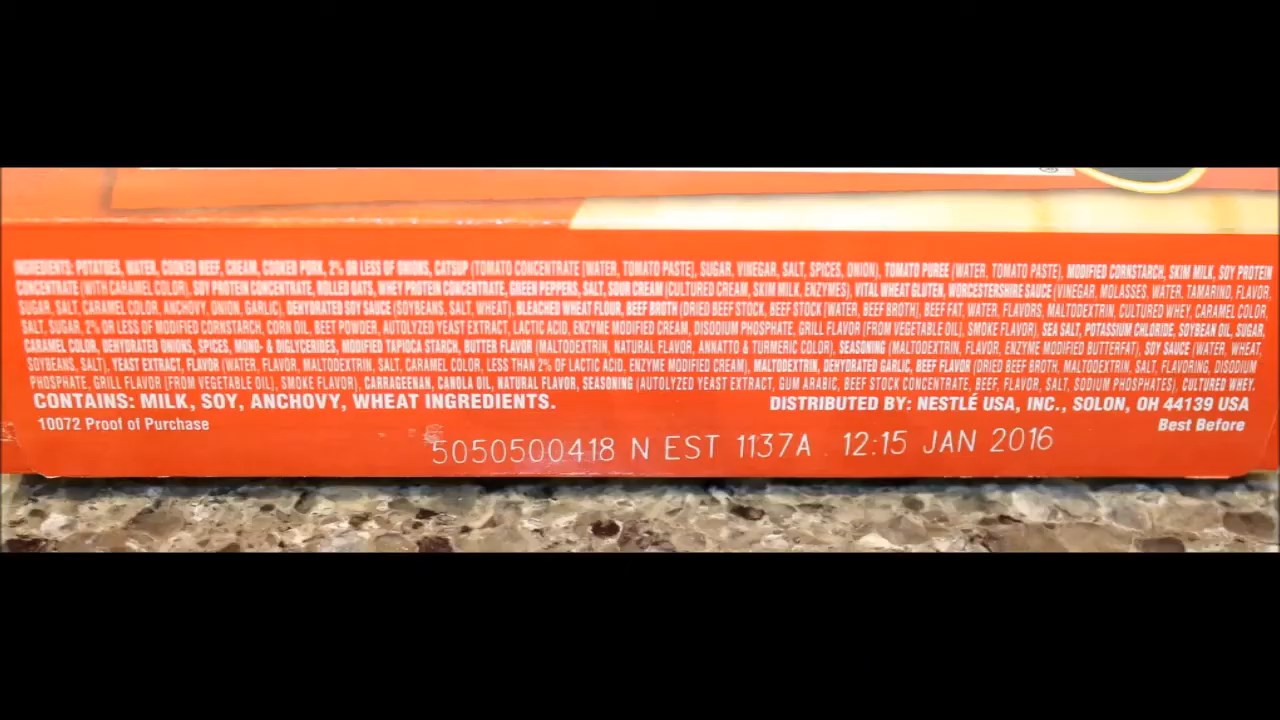 INGREDIENTS: POTATOES, WATER, COOKED BEEF, CREAM, COOKED PORK, 2% OR LESS OF ONIONS, CATSUP (TOMATO CONCENTRATE [WATER, TOMATO PASTE], SUGAR, VINEGAR, SALT, SPICES, ONION), TOMATO PUREE (WATER, TOMATO PASTE), MODIFIED CORNSTARCH, SKIM MILK, SOY PROTEIN
CONCENTRATE (WITH CARAMEL COLOR), SOY PROTEIN CONCENTRATE, ROLLED OATS, WHEY PROTEIN CONCENTRATE, GREEN PEPPERS, SALT, SOUR CREAM (CULTURED CREAM, SKIM MILK, ENZYMES), VITAL WHEAT GLUTEN, WORCESTERSHIRE SAUCE (VINEGAR, MOLASSES, WATER, TAMARIND, FLAVOR,
SUGAR, SALT, CARAMEL COLOR, ANCHOVY, ONION, GARLIC), DEHYDRATED SOY SAUCE (SOYBEANS, SALT, WHEAT), BLEACHED WHEAT FLOUR, BEEF BROTH (DRIED BEEF STOCK, BEEF STOCK [WATER, BEEF BROTH], BEEF FAT, WATER, FLAVORS, MALTODEXTRIN, CULTURED WHEY, CARAMEL COLOR,
SALT, SUGAR, 2% OR LESS OF MODIFIED CORNSTARCH, CORN OIL, BEET POWDER, AUTOLYZED YEAST EXTRACT, LACTIC ACID, ENZYME MODIFIED CREAM, DISODIUM PHOSPHATE, GRILL FLAVOR [FROM VEGETABLE OIL], SMOKE FLAVOR), SEA SALT, POTASSIUM CHLORIDE, SOYBEAN OIL, SUGAR,
CARAMEL COLOR, DEHYDRATED ONIONS, SPICES, MONO- & DIGLYCERIDES, MODIFIED TAPIOCA STARCH, BUTTER FLAVOR (MALTODEXTRIN, NATURAL FLAVOR, ANNATTO & TURMERIC COLOR), SEASONING (MALTODEXTRIN, FLAVOR, ENZYME MODIFIED BUTTERFAT), SOY SAUCE (WATER, WHEAT,
SOYBEANS, SALT), YEAST EXTRACT, FLAVOR (WATER, FLAVOR, MALTODEXTRIN, SALT, CARAMEL COLOR, LESS THAN 2% OF LACTIC ACID, ENZYME MODIFIED CREAM), MALTODEXTRIN, DEHYDRATED GARLIC, BEEF FLAVOR (DRIED BEEF BROTH, MALTODEXTRIN, SALT, FLAVORING, DISODIUM
PHOSPHATE, GRILL FLAVOR [FROM VEGETABLE OIL], SMOKE FLAVOR), CARRAGEENAN, CANOLA OIL, NATURAL FLAVOR, SEASONING (AUTOLYZED YEAST EXTRACT, GUM ARABIC, BEEF STOCK CONCENTRATE, BEEF, FLAVOR, SALT, SODIUM PHOSPHATES), CULTURED WHEY.
CONTAINS: MILK, SOY, ANCHOVY, WHEAT INGREDIENTS.
DISTRIBUTED BY: NESTLÉ USA, INC., SOLON, OH 44139 USA
10072 Proof of Purchase
Best Before
5050500418 N EST 1137A 12:15 JAN 2016